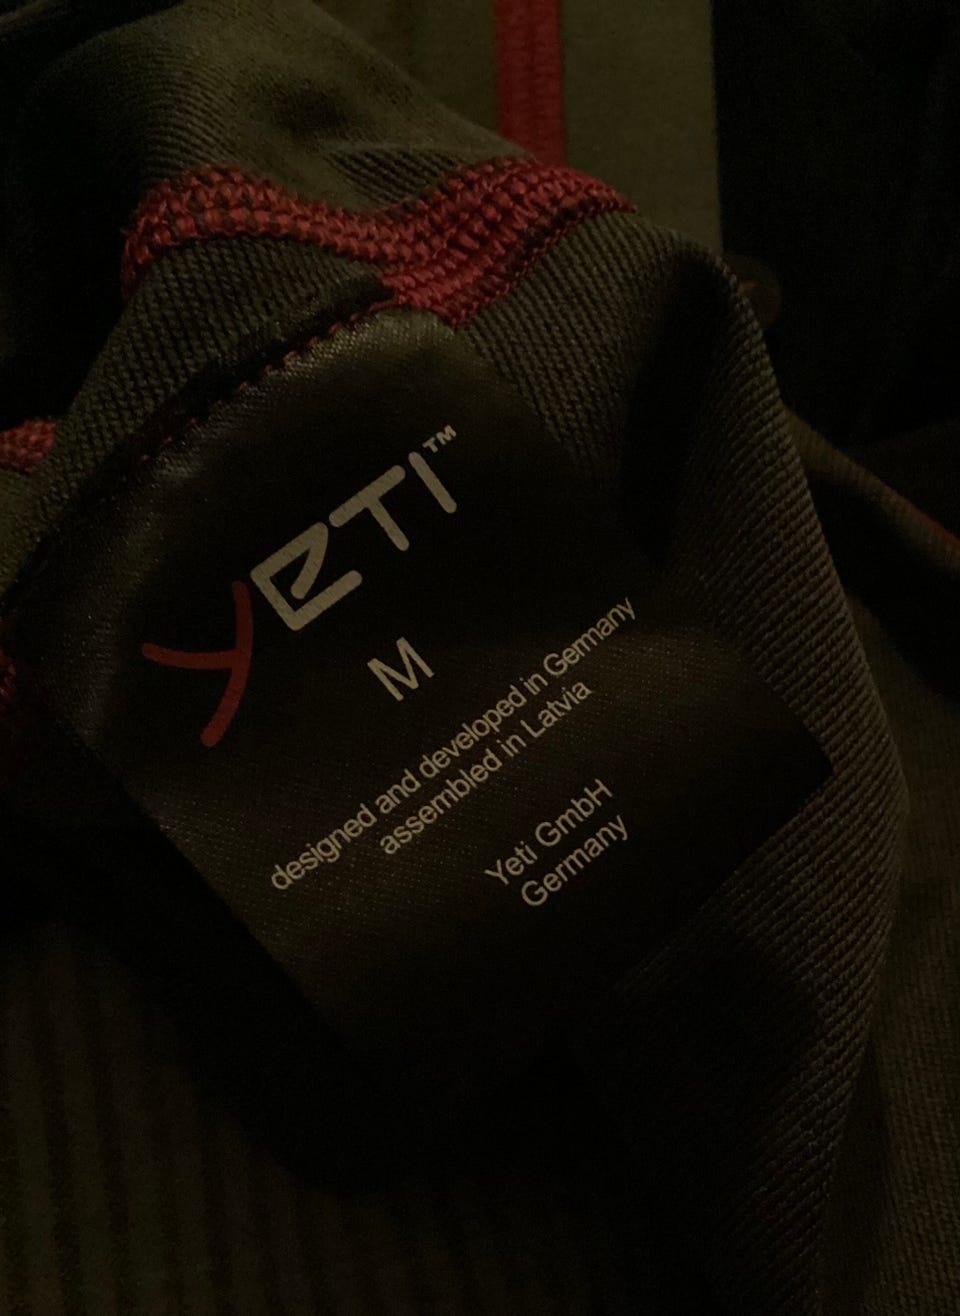 YETI™
M
designed and developed in Germany
assembled in Latvia
Yeti GmbH
Germany